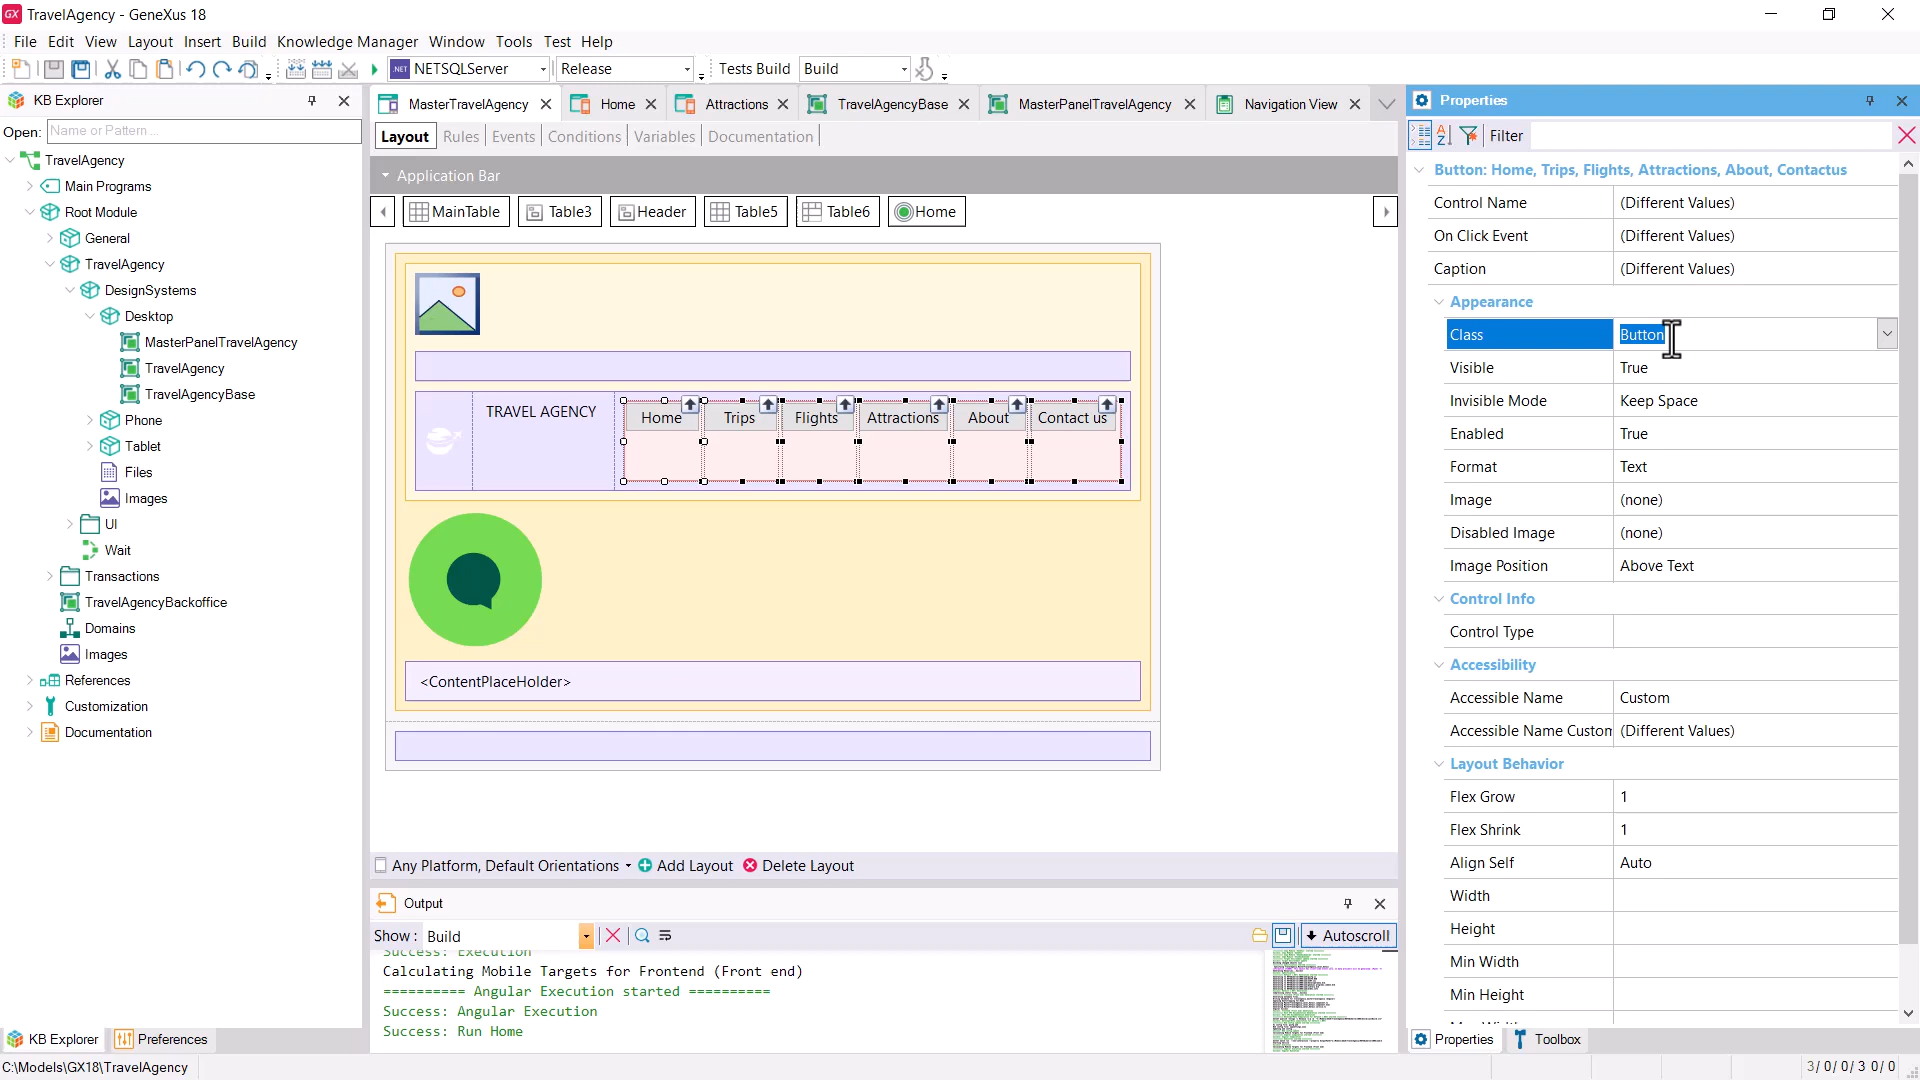 TravelAgency - GeneXus 18
File Edit View Layout Insert Build Knowledge Manager Window Tools Test Help
NETSQLServer Release Tests Build Build
KB Explorer
Open: Name or Pattern...
TravelAgency
Main Programs
Root Module
General
TravelAgency
DesignSystems
Desktop
MasterPanelTravelAgency
TravelAgency
TravelAgencyBase
Phone
Tablet
Files
Images
UI
Wait
Transactions
TravelAgencyBackoffice
Domains
Images
References
Customization
Documentation
KB Explorer Preferences
C:\Models\GX18\TravelAgency
MasterTravelAgency Home Attractions TravelAgencyBase MasterPanelTravelAgency Navigation View
Layout Rules Events Conditions Variables Documentation
Application Bar
MainTable Table3 Header Table5 Table6 Home
TRAVEL AGENCY Home Trips Flights Attractions About Contact us
<ContentPlaceHolder>
Any Platform, Default Orientations Add Layout Delete Layout
Output
Show: Build Autoscroll
Success: Execution
Calculating Mobile Targets for Frontend (Front end)
========== Angular Execution started ==========
Success: Angular Execution
Success: Run Home
Properties
Filter
Button: Home, Trips, Flights, Attractions, About, Contactus
Control Name (Different Values)
On Click Event (Different Values)
Caption (Different Values)
Appearance
Class Button
Visible True
Invisible Mode Keep Space
Enabled True
Format Text
Image (none)
Disabled Image (none)
Image Position Above Text
Control Info
Control Type
Accessibility
Accessible Name Custom
Accessible Name Custom (Different Values)
Layout Behavior
Flex Grow 1
Flex Shrink 1
Align Self Auto
Width
Height
Min Width
Min Height
Properties Toolbox
3/ 0/ 0/ 3 0/ 0